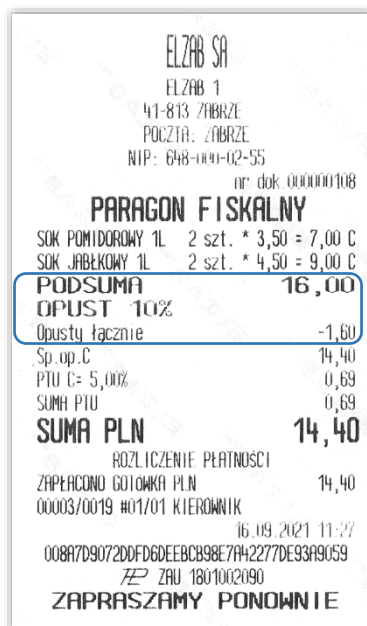 ELZAB SA
ELZAB 1
41-813 ZABRZE
POCZTA: ZABRZE
NIP: 648-000-02-55
nr dok.000000108
PARAGON FISKALNY
SOK POMIDOROWY 1L 2 szt. * 3,50 = 7,00 C
SOK JABŁKOWY 1L 2 szt. * 4,50 = 9,00 C
PODSUMA 16,00
OPUST 10%
Opusty łącznie -1,60
Sp.op.C 14,40
PTU C= 5,00% 0,69
SUMA PTU 0,69
SUMA PLN 14,40
ROZLICZENIE PŁATNOŚCI
ZAPŁACONO GOTÓWKA PLN 14,40
00003/0019 #01/01 KIEROWNIK
16.09.2021 11:27
008A7D9072DDFD6DEEBCB98E7A42277DE93A9059
ZAU 1801002090
ZAPRASZAMY PONOWNIE